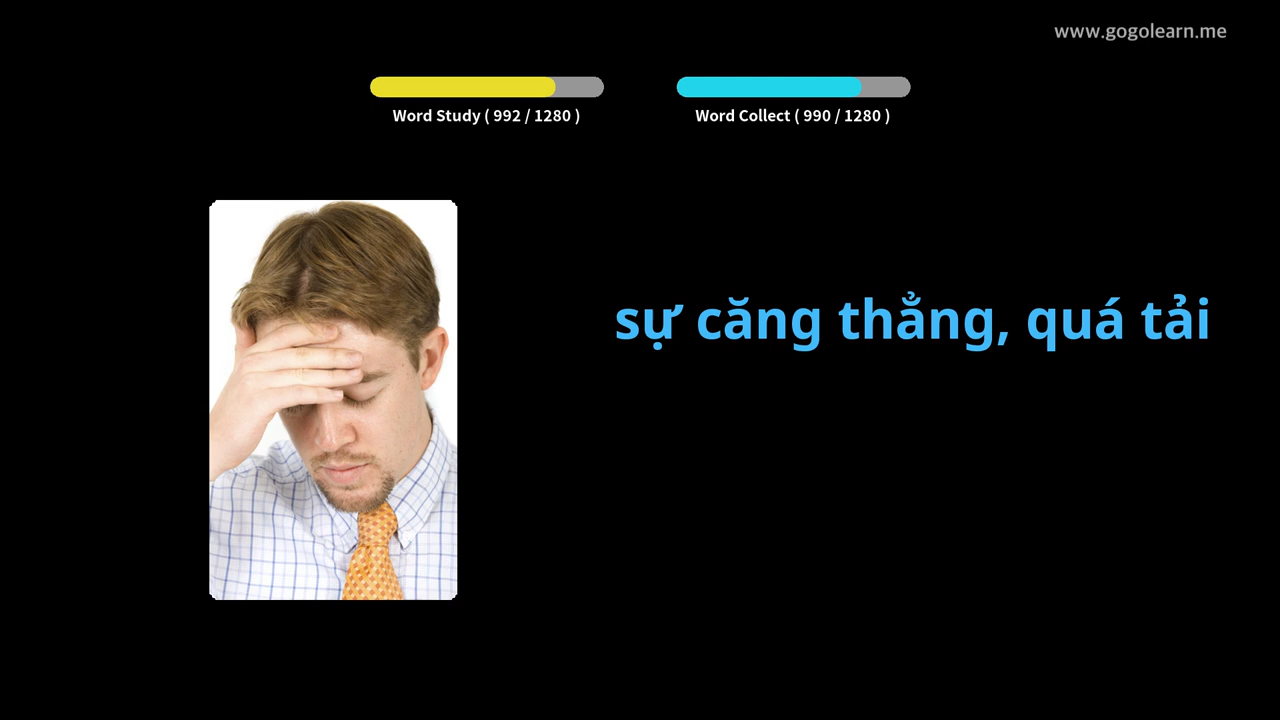 www.gogolearn.me
Word Study ( 992 / 1280 )
Word Collect ( 990 / 1280 )
sự căng thẳng, quá tải